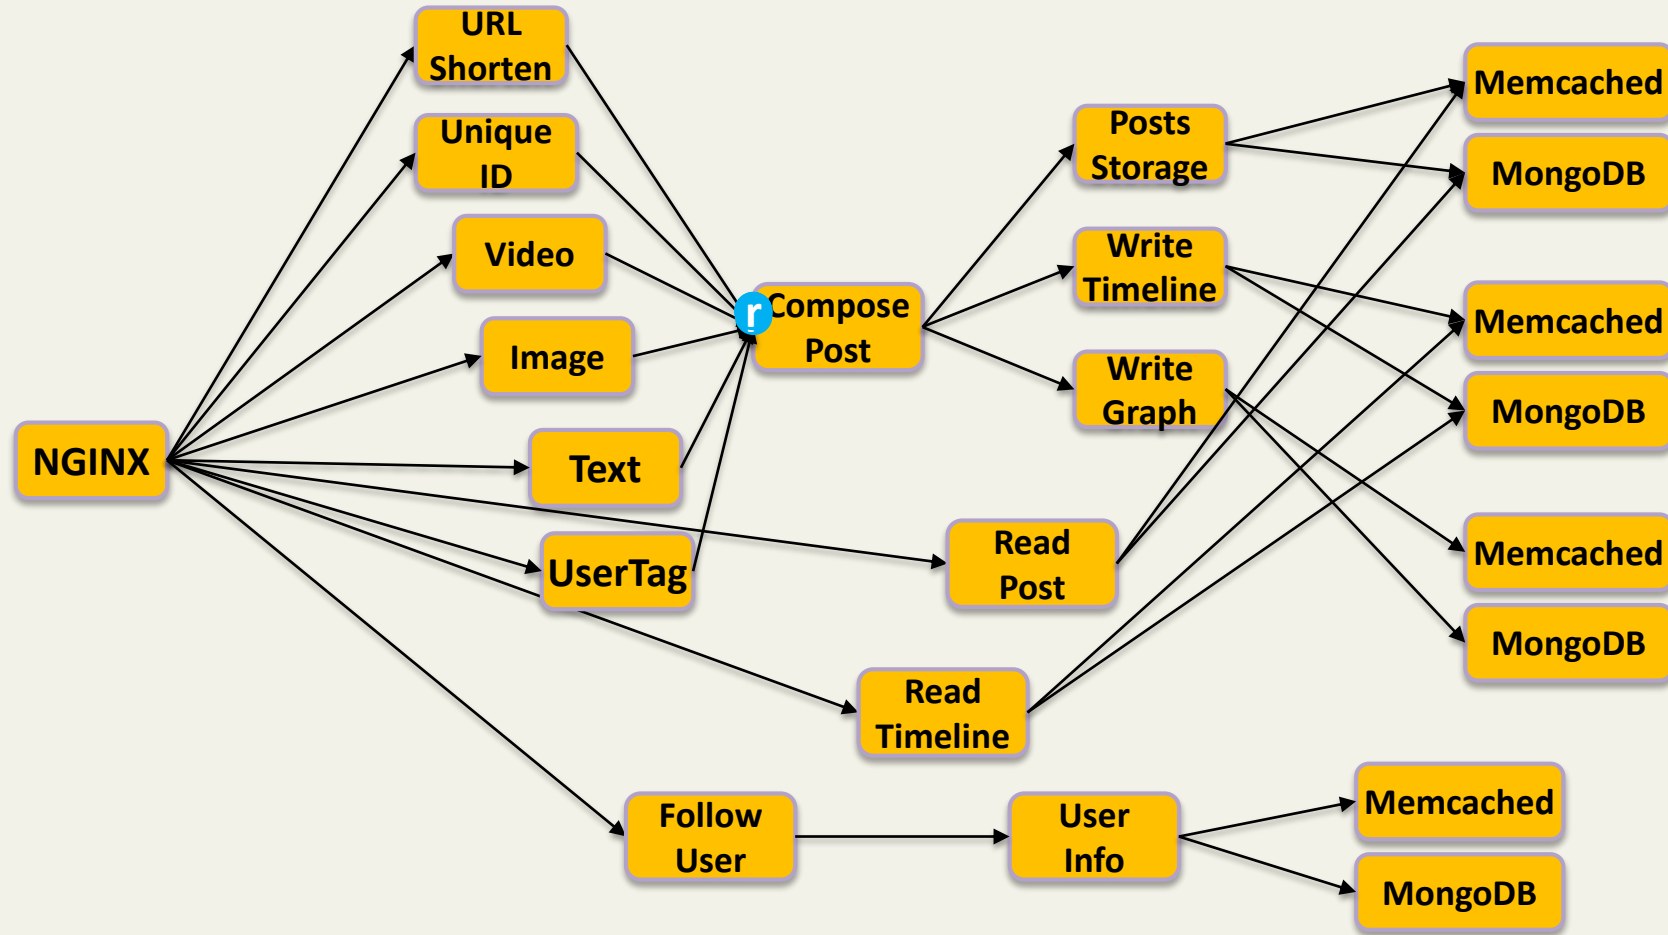 URL
Shorten
Unique
ID
Video
Image
NGINX
Text
UserTag
r
Compose
Post
Posts
Storage
Write
Timeline
Write
Graph
Read
Post
Read
Timeline
Follow
User
User
Info
Memcached
MongoDB
Memcached
MongoDB
Memcached
MongoDB
Memcached
MongoDB